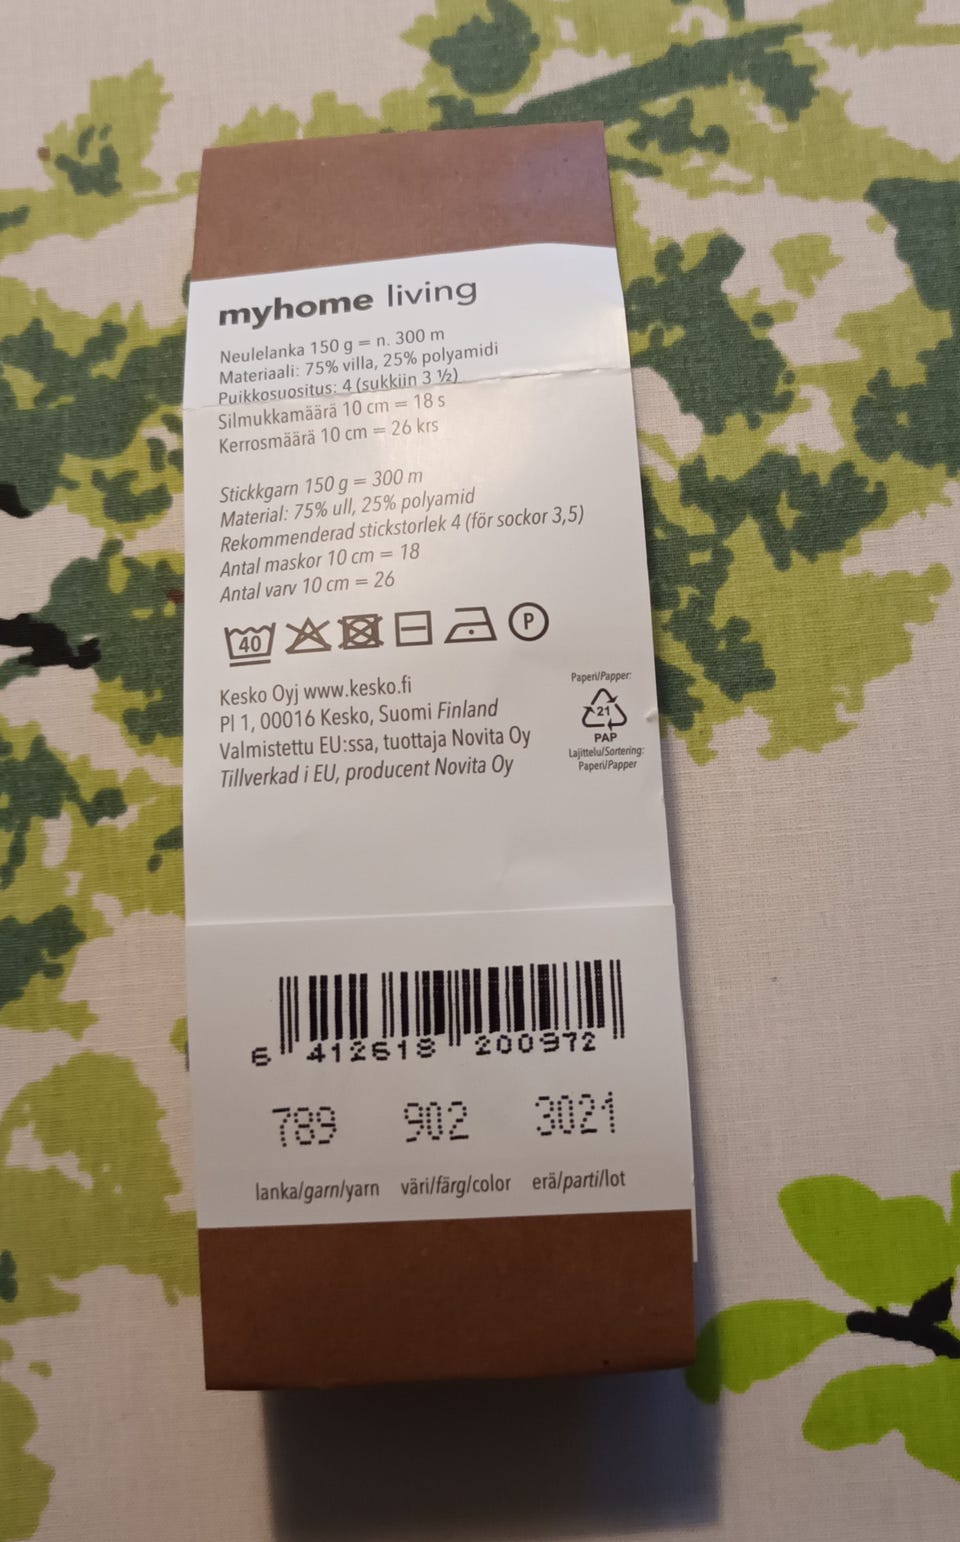 myhome living
Neulelanka 150 g = n. 300 m
Materiaali: 75% villa, 25% polyamidi
Puikkosuositus: 4 (sukkiin 3 ½)
Silmukkamäärä 10 cm = 18 s
Kerrosmäärä 10 cm = 26 krs
Stickkgarn 150 g = 300 m
Material: 75% ull, 25% polyamid
Rekommenderad stickstorlek 4 (för sockor 3,5)
Antal maskor 10 cm = 18
Antal varv 10 cm = 26
40 P
Kesko Oyj www.kesko.fi
Pl 1, 00016 Kesko, Suomi Finland
Valmistettu EU:ssa, tuottaja Novita Oy
Tillverkad i EU, producent Novita Oy
Paperi/Papper:
21
PAP
Lajittelu/Sortering:
Paperi/Papper
6 412618 200972
789 902 3021
lanka/garn/yarn väri/färg/color erä/parti/lot